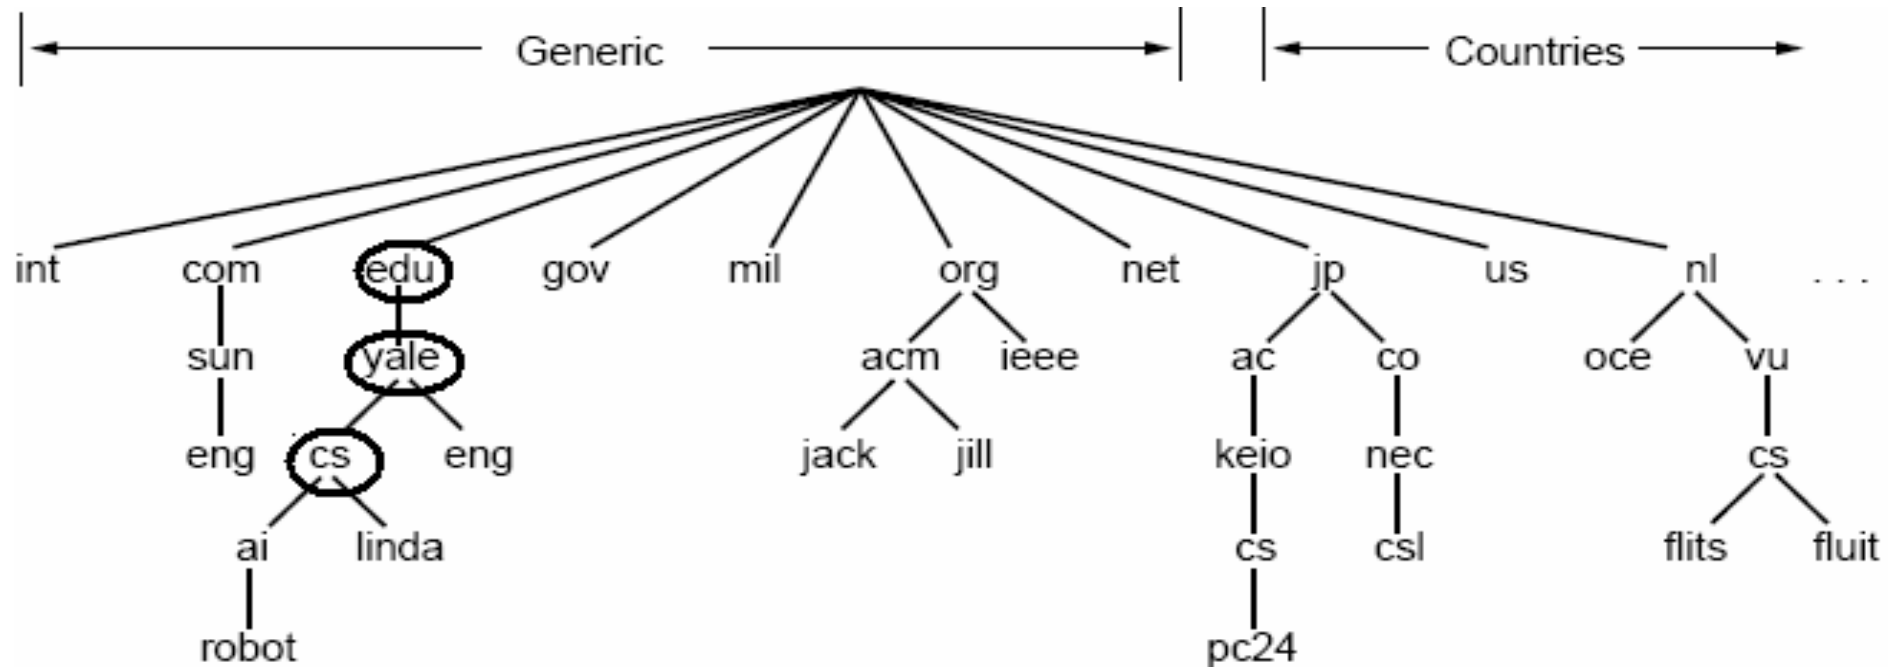 Generic Countries
int com edu gov mil org net jp us nl . . .
sun yale acm ieee ac co oce vu
eng cs eng jack jill keio nec cs
ai linda cs csl flits fluit
robot pc24